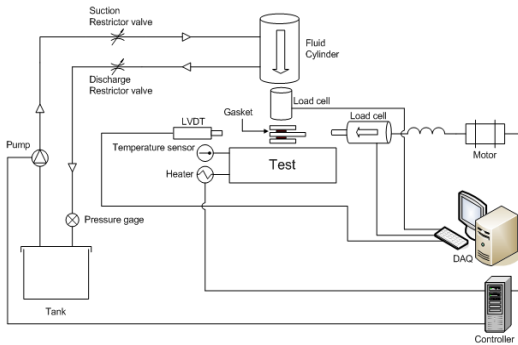 Suction
Restrictor valve
Fluid
Cylinder
Discharge
Restrictor valve
Load cell
Gasket
Load cell
LVDT
Pump
Temperature sensor
Motor
Heater
Test
Pressure gage
DAQ
Tank
Controller